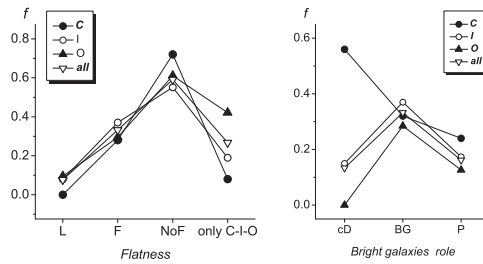 f
C
I
O
all
0.8
0.6
0.4
0.2
0.0
L F NoF only C-I-O
Flatness
f
C
I
O
all
0.6
0.4
0.2
0.0
cD BG P
Bright galaxies role